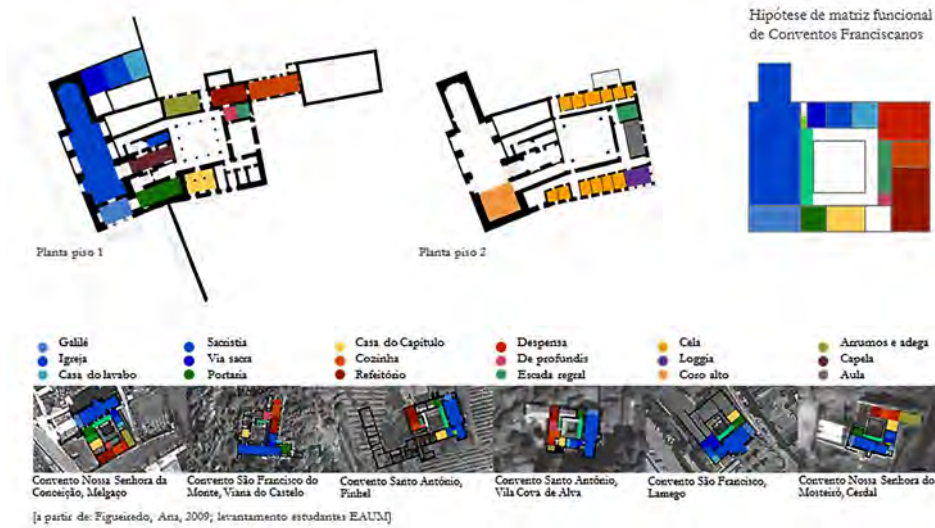 Hipótese de matriz funcional
de Conventos Franciscanos
Planta piso 1
Planta piso 2
Galilé
Igreja
Casa do lavabo
Sacristia
Via sacra
Portaria
Casa do Capítulo
Cozinha
Refeitório
Despensa
De profundis
Escada regral
Cela
Loggia
Coro alto
Arrumos e adega
Capela
Aula
Convento Nossa Senhora da
Conceição, Melgaço
Convento São Francisco do
Monte, Viana do Castelo
Convento Santo António,
Pinhel
Convento Santo António,
Vila Cova de Alva
Convento São Francisco,
Lamego
Convento Nossa Senhora do
Mosteiró, Cerdal
[a partir de: Figueiredo, Ana, 2009; levantamento estudantes EAUM]